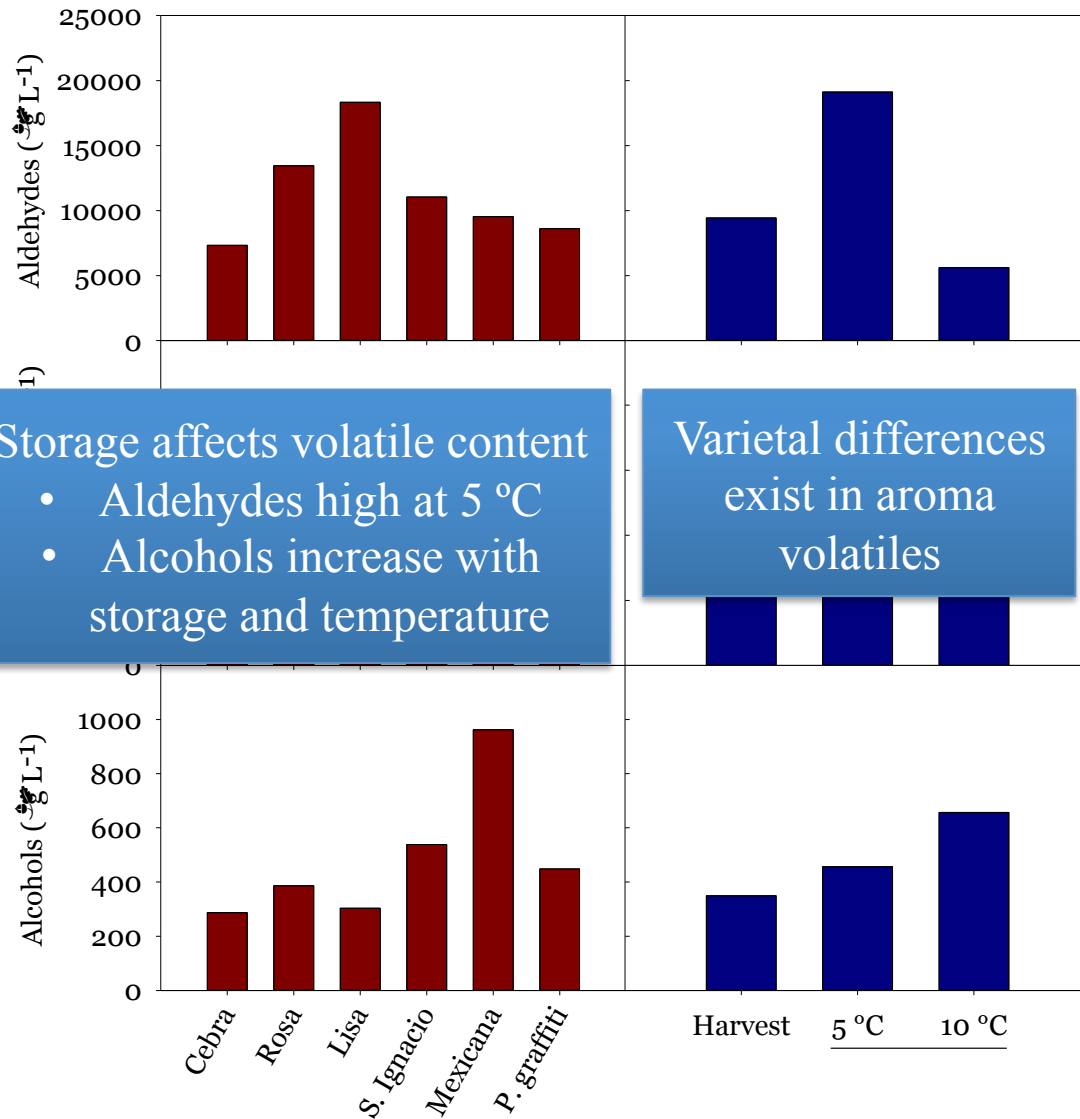 25000
20000
15000
10000
5000
0
Aldehydes (g L-1)
Storage affects volatile content
• Aldehydes high at 5 ºC
• Alcohols increase with
storage and temperature
Varietal differences
exist in aroma
volatiles
0
1000
800
600
400
200
0
Alcohols (g L-1)
Cebra
Rosa
Lisa
S. Ignacio
Mexicana
P. graffiti
Harvest
5 ºC
10 ºC